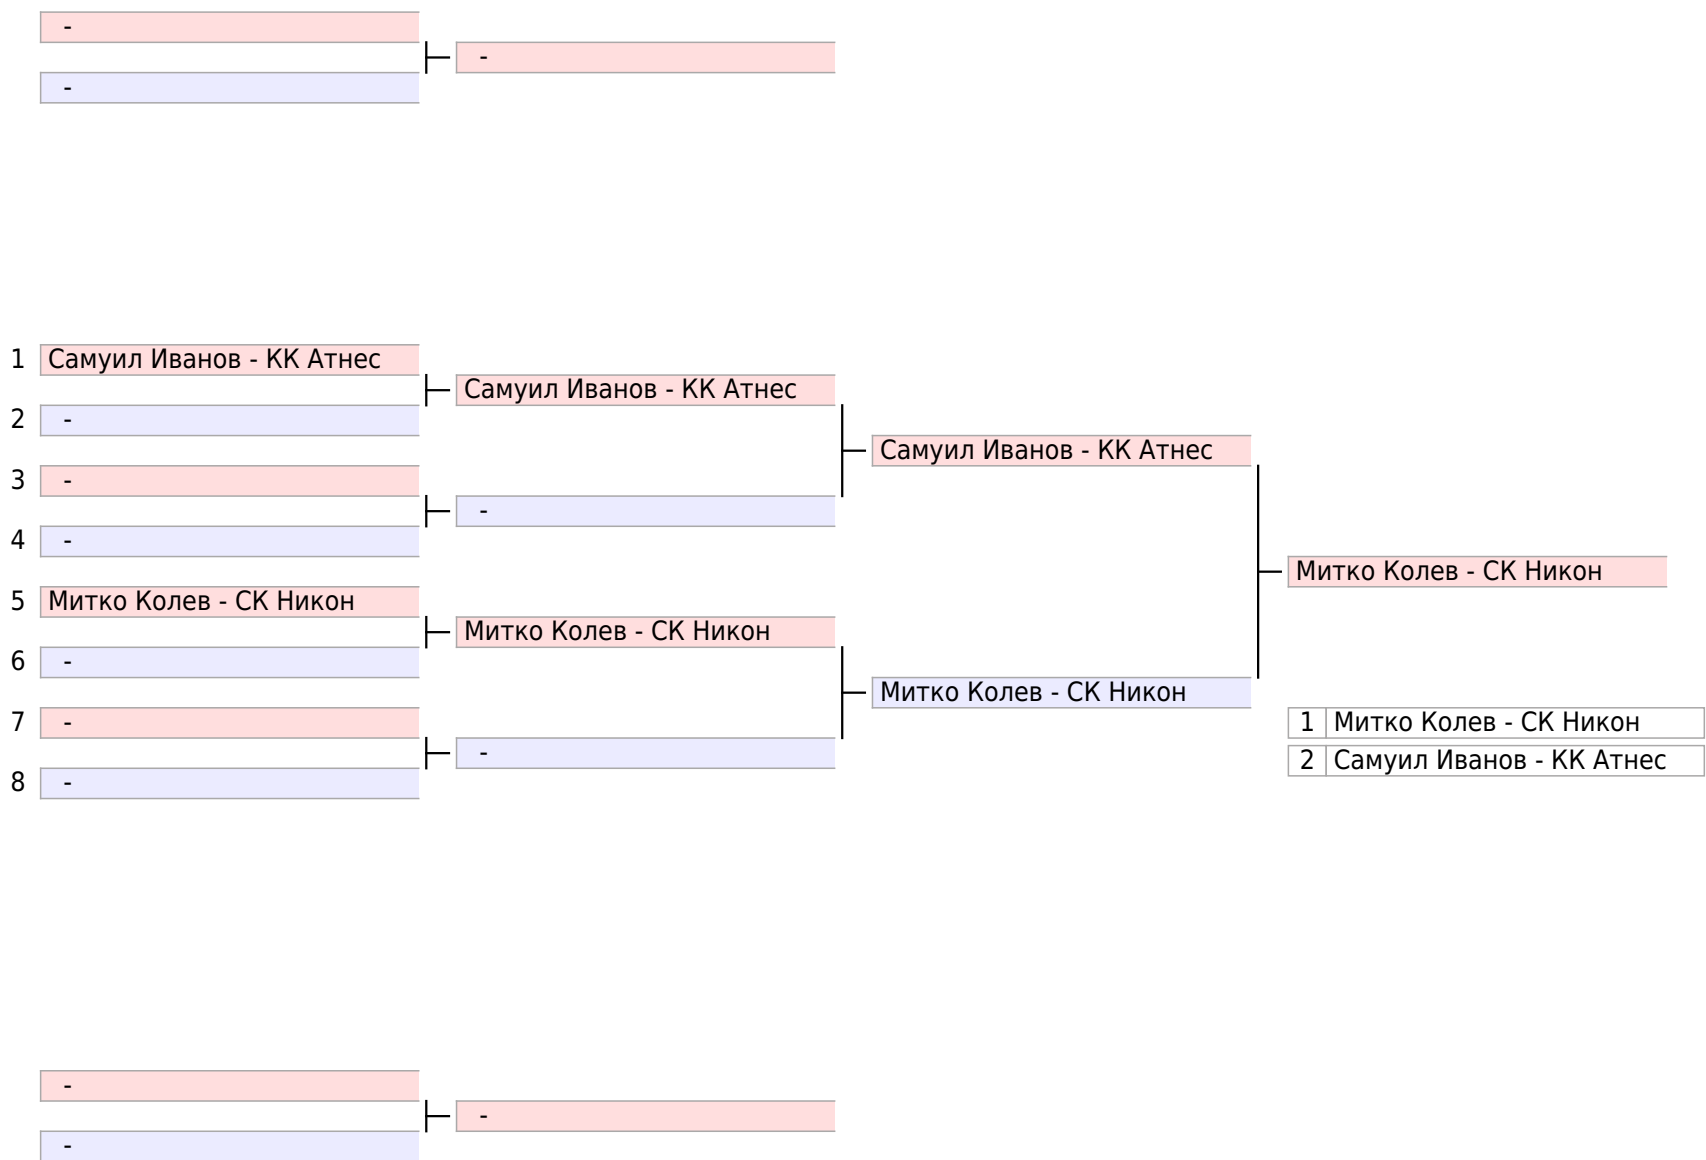 -
-
-
1 Самуил Иванов - КК Атнес
Самуил Иванов - КК Атнес
2 -
Самуил Иванов - КК Атнес
3 -
-
4 -
Митко Колев - СК Никон
5 Митко Колев - СК Никон
Митко Колев - СК Никон
6 -
Митко Колев - СК Никон
7 -
1 Митко Колев - СК Никон
-
2 Самуил Иванов - КК Атнес
8 -
-
-
-